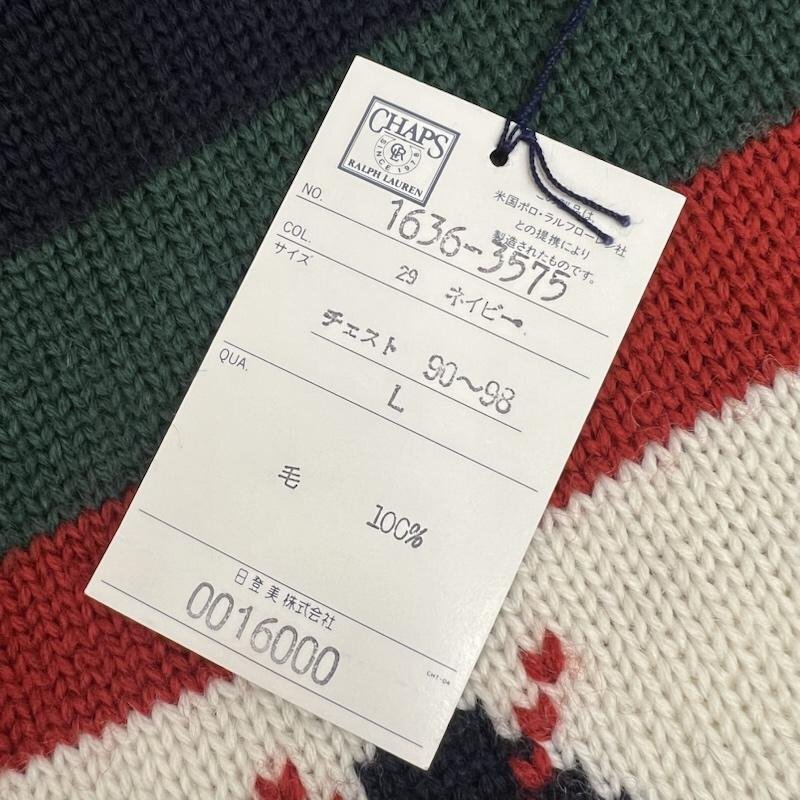 CHAPS
SINCE 1978
RALPH LAUREN
米国ポロ・ラルフローレン社
との提携により
製造されたものです。
NO. 1636-3575
COL. 29 ネイビー
サイズ
チェスト 90~98
L
QUA.
毛 100%
日登美株式会社
0016000
CH1-04